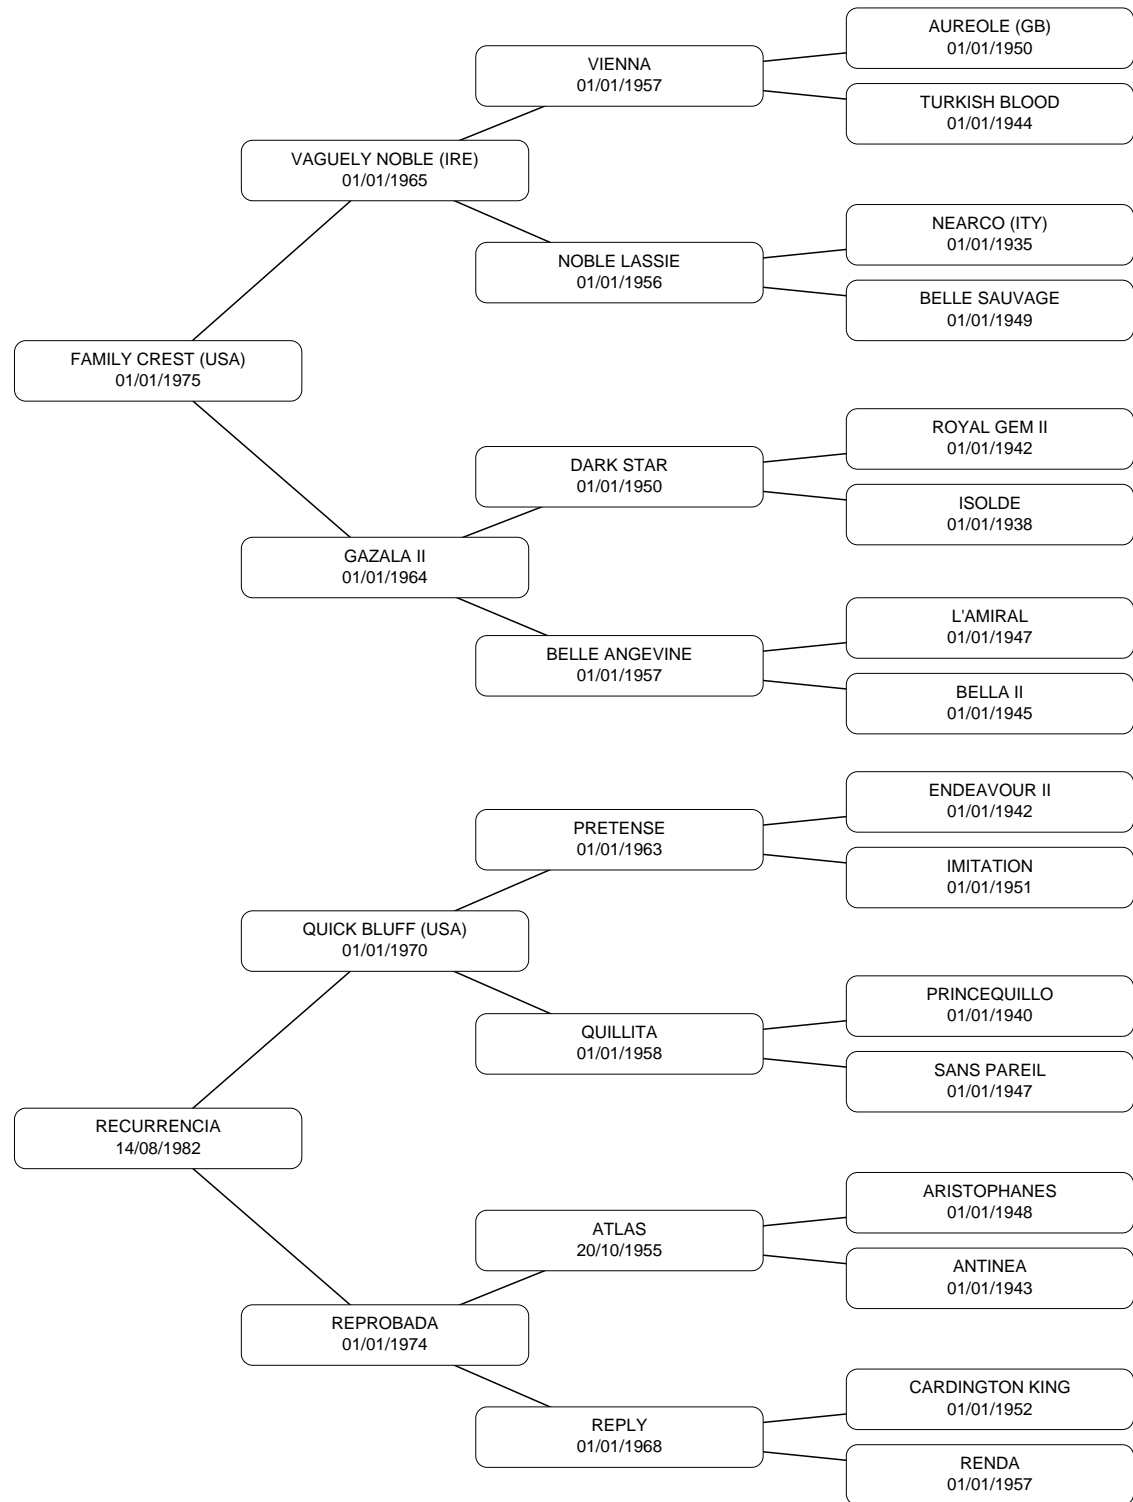 AUREOLE (GB)
01/01/1950
VIENNA
01/01/1957
TURKISH BLOOD
01/01/1944
VAGUELY NOBLE (IRE)
01/01/1965
NEARCO (ITY)
01/01/1935
NOBLE LASSIE
01/01/1956
BELLE SAUVAGE
01/01/1949
FAMILY CREST (USA)
01/01/1975
ROYAL GEM II
01/01/1942
DARK STAR
01/01/1950
ISOLDE
01/01/1938
GAZALA II
01/01/1964
L'AMIRAL
01/01/1947
BELLE ANGEVINE
01/01/1957
BELLA II
01/01/1945
ENDEAVOUR II
01/01/1942
PRETENSE
01/01/1963
IMITATION
01/01/1951
QUICK BLUFF (USA)
01/01/1970
PRINCEQUILLO
01/01/1940
QUILLITA
01/01/1958
SANS PAREIL
01/01/1947
RECURRENCIA
14/08/1982
ARISTOPHANES
01/01/1948
ATLAS
20/10/1955
ANTINEA
01/01/1943
REPROBADA
01/01/1974
CARDINGTON KING
01/01/1952
REPLY
01/01/1968
RENDA
01/01/1957